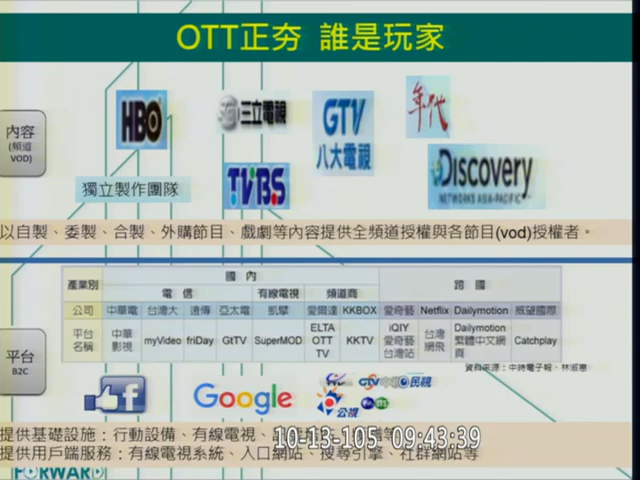 OTT正夯 誰是玩家
內容
(頻道
VOD)
HBO
三立電視
GTV
八大電視
年代
獨立製作團隊
TVBS
Discovery
NETWORKS ASIA-PACIFIC
以自製、委製、合製、外購節目、戲劇等內容提供全頻道授權與各節目(vod)授權者。
產業別 國內 跨國
電信 有線電視 頻道商
公司 中華電 台灣大 遠傳 亞太電 凱擘 愛爾達 KKBOX 愛奇藝 Netflix Dailymotion 威望國際
平台名稱 中華影視 myVideo friDay GtTV SuperMOD ELTA OTT TV KKTV iQIY 愛奇藝台灣站 台灣網飛 Dailymotion 繁體中文網頁 Catchplay
資料來源：中時電子報、林淑惠
平台
B2C
f
Google
GTV 民視
公視
提供基礎設施：行動設備、有線電視、
10-13-105 09:43:39
提供用戶端服務：有線電視系統、入口網站、搜尋引擎、社群網站等
FORWARD